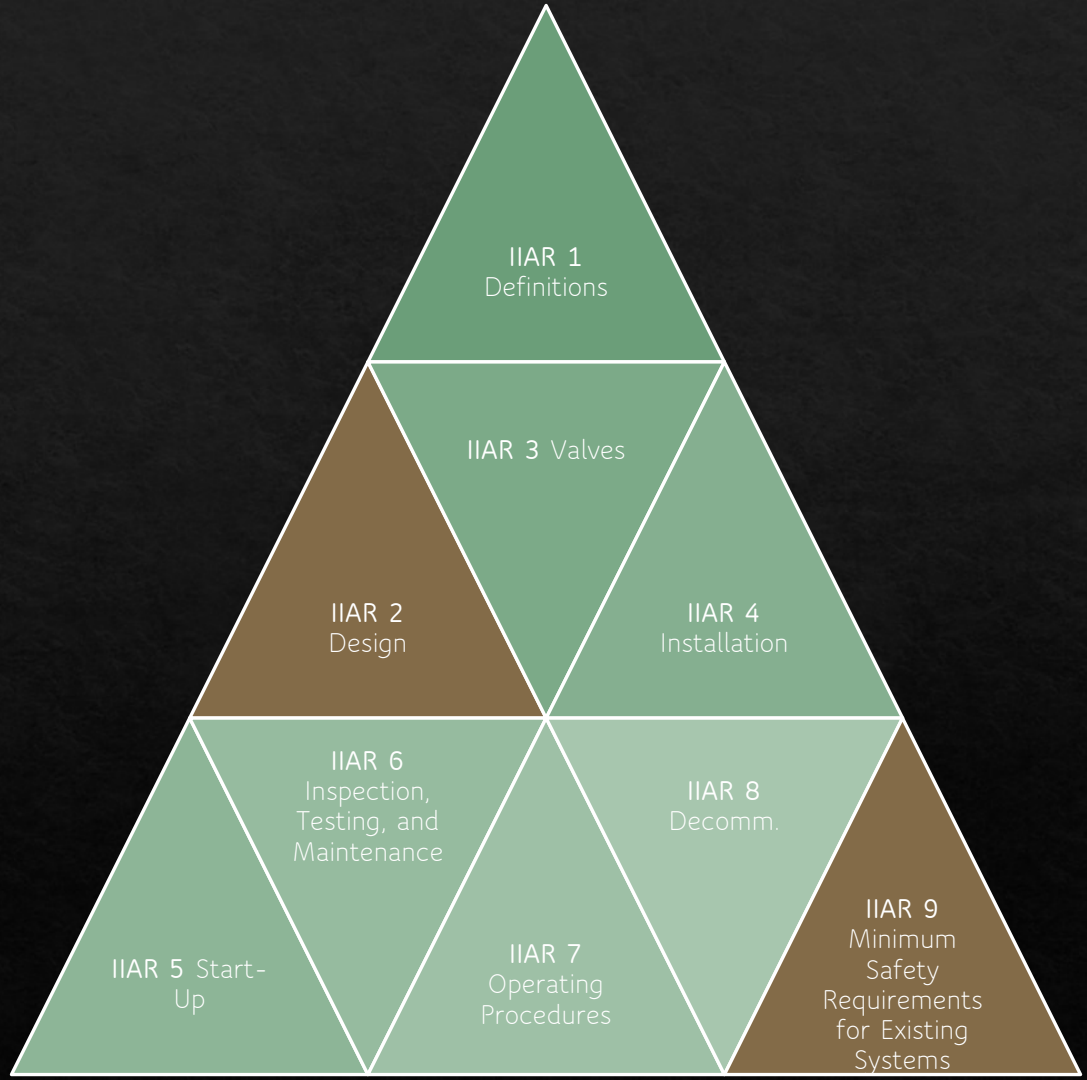 IIAR 1
Definitions
IIAR 3 Valves
IIAR 2
Design
IIAR 4
Installation
IIAR 6
Inspection,
Testing, and
Maintenance
IIAR 8
Decomm.
IIAR 5 Start-
Up
IIAR 7
Operating
Procedures
IIAR 9
Minimum
Safety
Requirements
for Existing
Systems